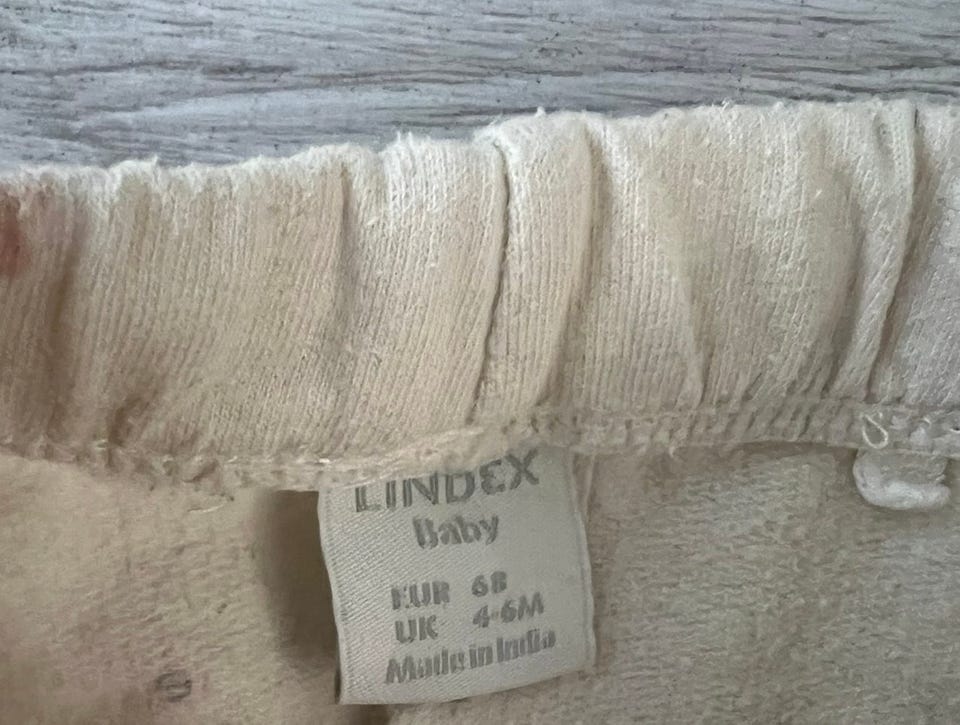 LINDEX
Baby
EUR 68
UK 4-6M
Made in India